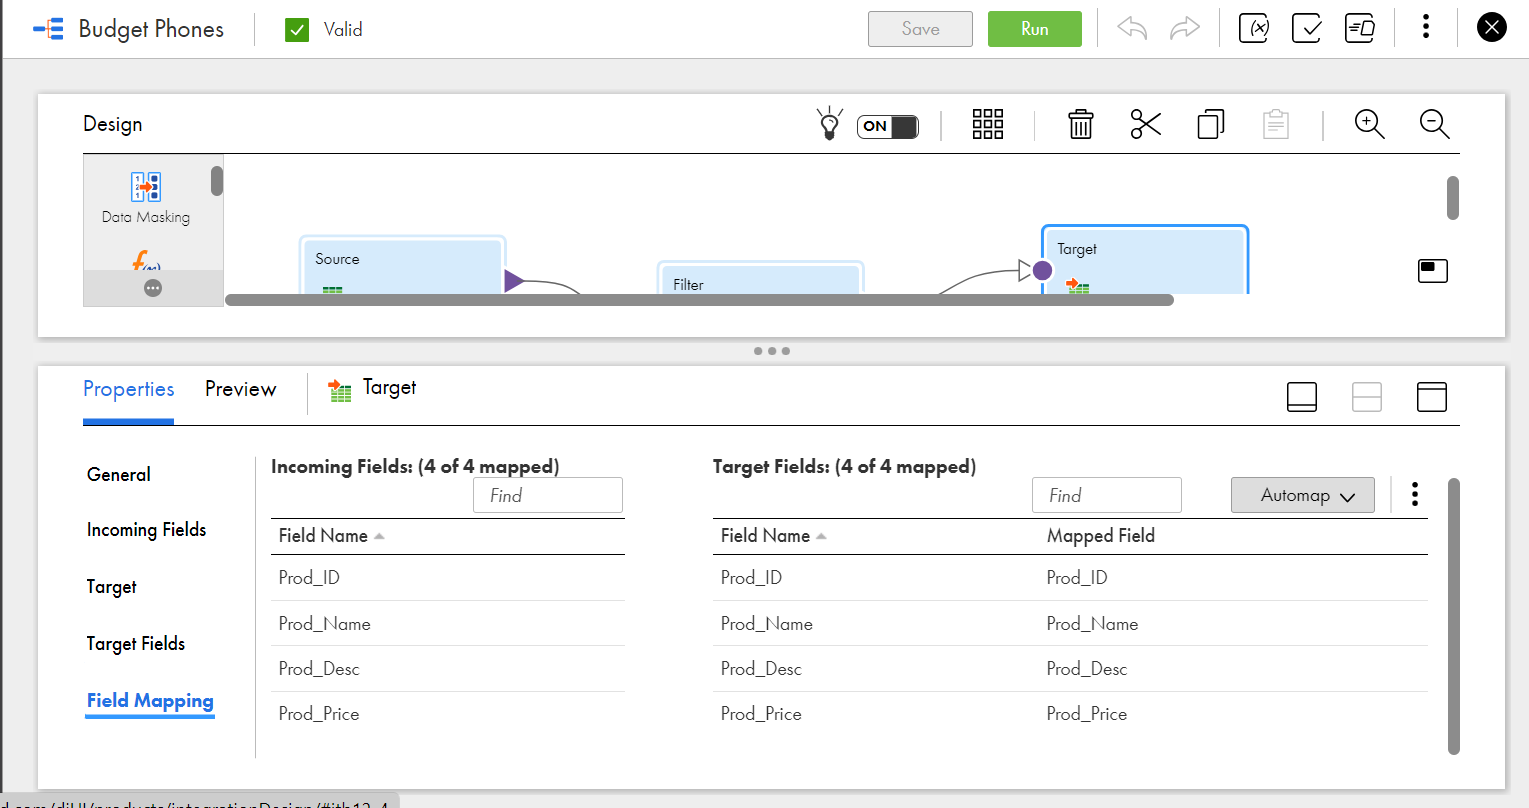 Budget Phones
Valid
Save
Run
Design
ON
Data Masking
Source
Filter
Target
Properties
Preview
Target
General
Incoming Fields
Target
Target Fields
Field Mapping
Incoming Fields: (4 of 4 mapped)
Find
Field Name
Prod_ID
Prod_Name
Prod_Desc
Prod_Price
Target Fields: (4 of 4 mapped)
Find
Automap
Field Name Mapped Field
Prod_ID Prod_ID
Prod_Name Prod_Name
Prod_Desc Prod_Desc
Prod_Price Prod_Price